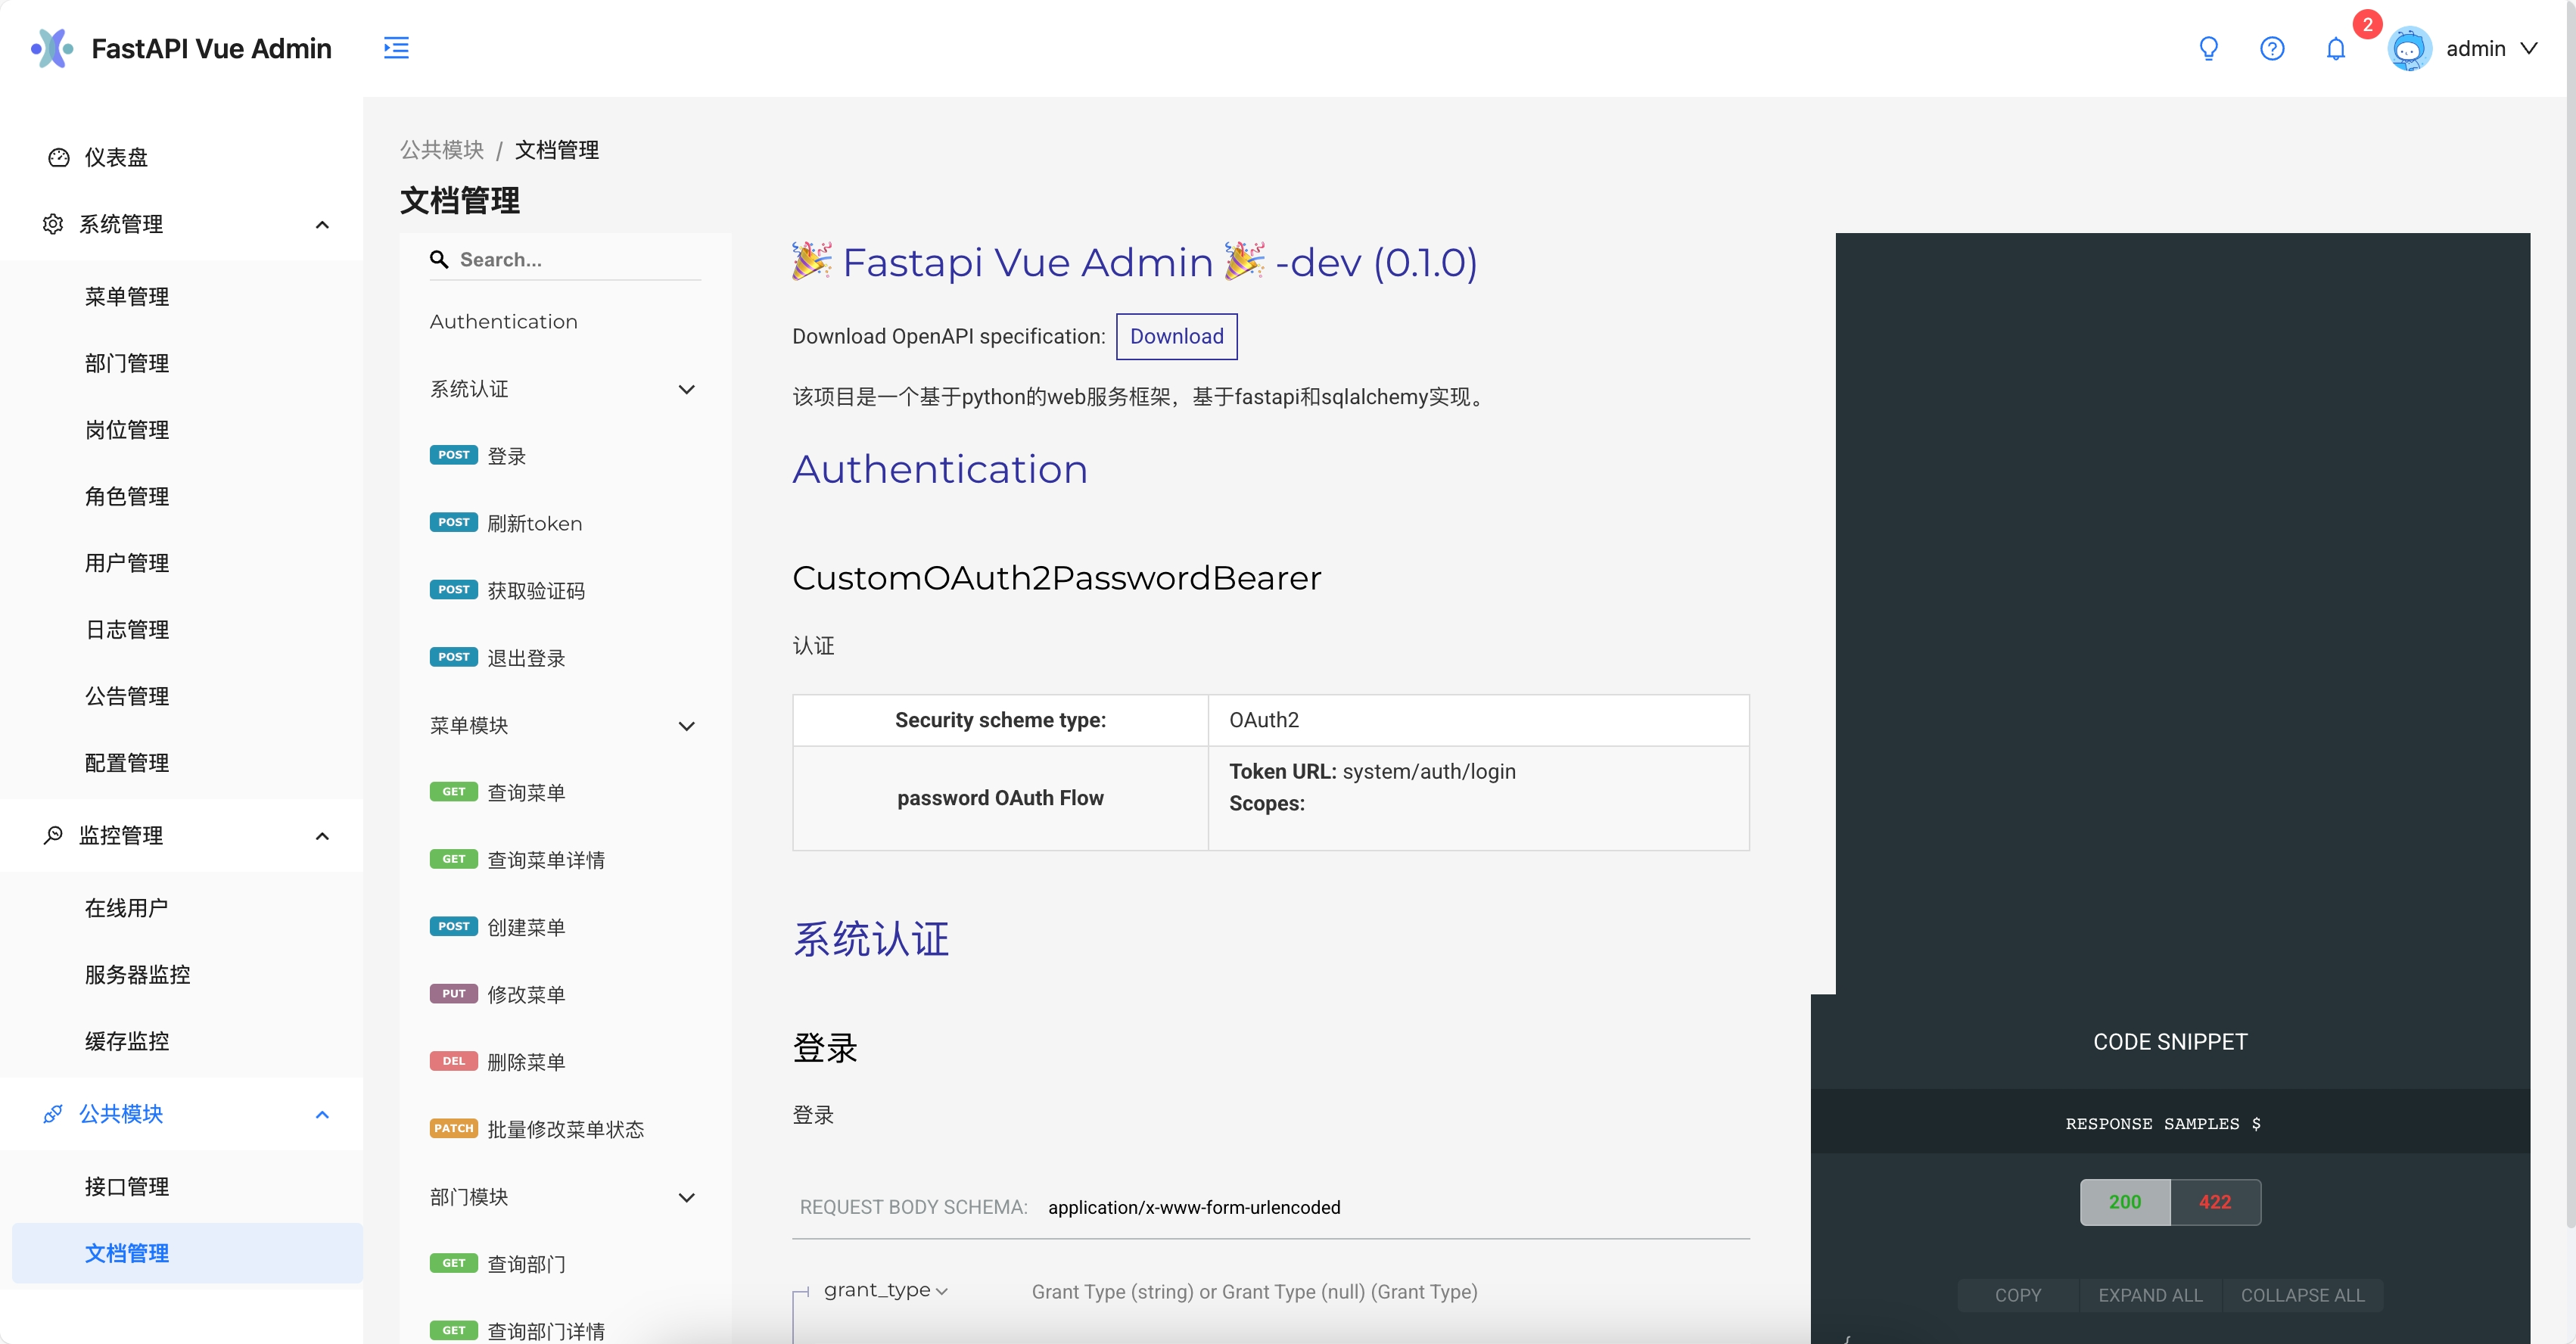 FastAPI Vue Admin
2
admin
仪表盘
系统管理
菜单管理
部门管理
岗位管理
角色管理
用户管理
日志管理
公告管理
配置管理
监控管理
在线用户
服务器监控
缓存监控
公共模块
接口管理
文档管理
公共模块 / 文档管理
文档管理
Search...
Authentication
系统认证
POST 登录
POST 刷新token
POST 获取验证码
POST 退出登录
菜单模块
GET 查询菜单
GET 查询菜单详情
POST 创建菜单
PUT 修改菜单
DEL 删除菜单
PATCH 批量修改菜单状态
部门模块
GET 查询部门
GET 查询部门详情
🎉 Fastapi Vue Admin 🎉 -dev (0.1.0)
Download OpenAPI specification: Download
该项目是一个基于python的web服务框架，基于fastapi和sqlalchemy实现。
Authentication
CustomOAuth2PasswordBearer
认证
Security scheme type: OAuth2
password OAuth Flow
Token URL: system/auth/login
Scopes:
系统认证
登录
登录
REQUEST BODY SCHEMA: application/x-www-form-urlencoded
grant_type Grant Type (string) or Grant Type (null) (Grant Type)
CODE SNIPPET
RESPONSE SAMPLES $
200 422
COPY EXPAND ALL COLLAPSE ALL
{